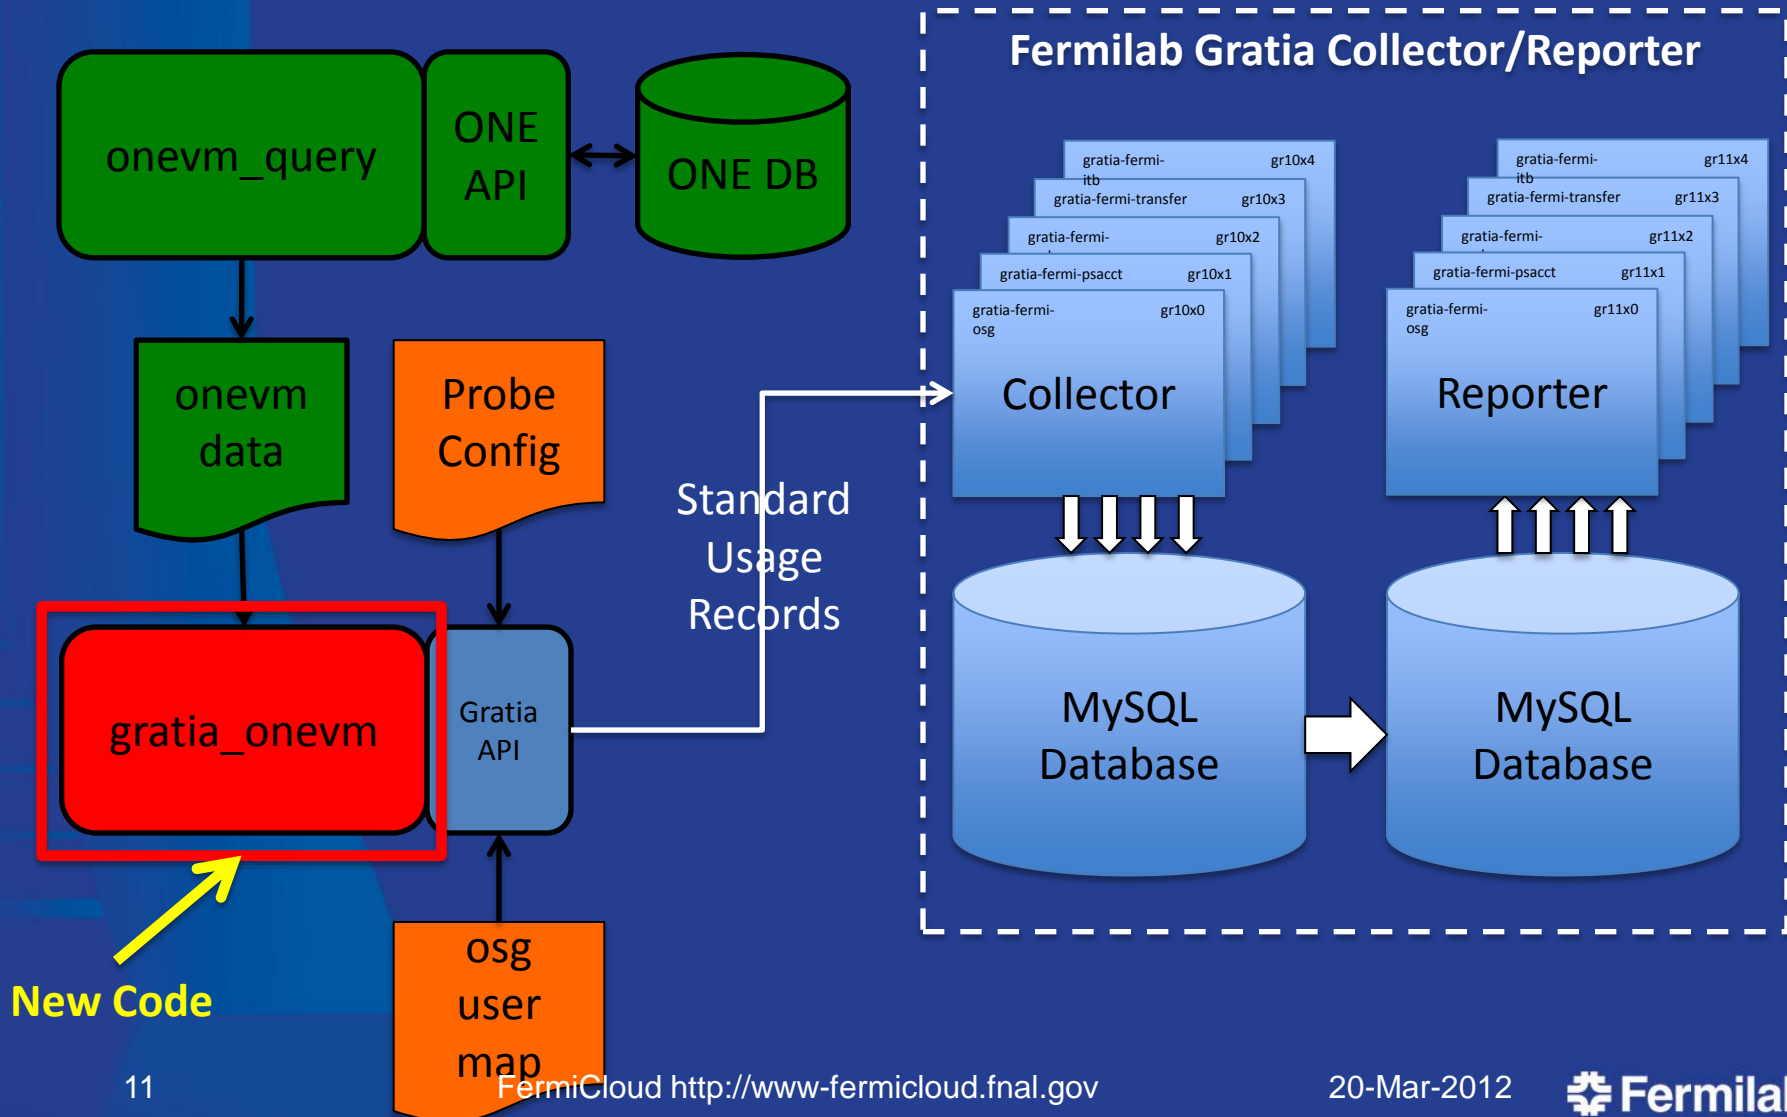 Fermilab Gratia Collector/Reporter
onevm_query
ONE
API
ONE DB
gratia-fermi-
itb
gr10x4
gratia-fermi-transfer
gr10x3
gratia-fermi-
gr10x2
gratia-fermi-psacct
gr10x1
gratia-fermi-
osg
gr10x0
Collector
gratia-fermi-
itb
gr11x4
gratia-fermi-transfer
gr11x3
gratia-fermi-
gr11x2
gratia-fermi-psacct
gr11x1
gratia-fermi-
osg
gr11x0
Reporter
onevm
data
Probe
Config
Standard
Usage
Records
gratia_onevm
Gratia
API
MySQL
Database
MySQL
Database
New Code
osg
user
map
11
FermiCloud http://www-fermicloud.fnal.gov
20-Mar-2012
Fermilab